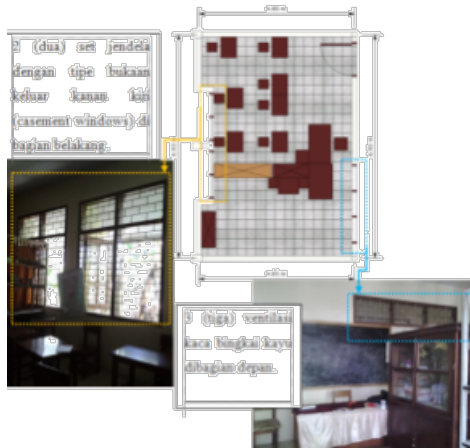 2 (dua) set jendela
dengan tipe bukaan
keluar kanan kiri
(casement windows) di
bagian belakang.
3 (tiga) ventilasi
kaca bingkai kayu
dibagian depan.